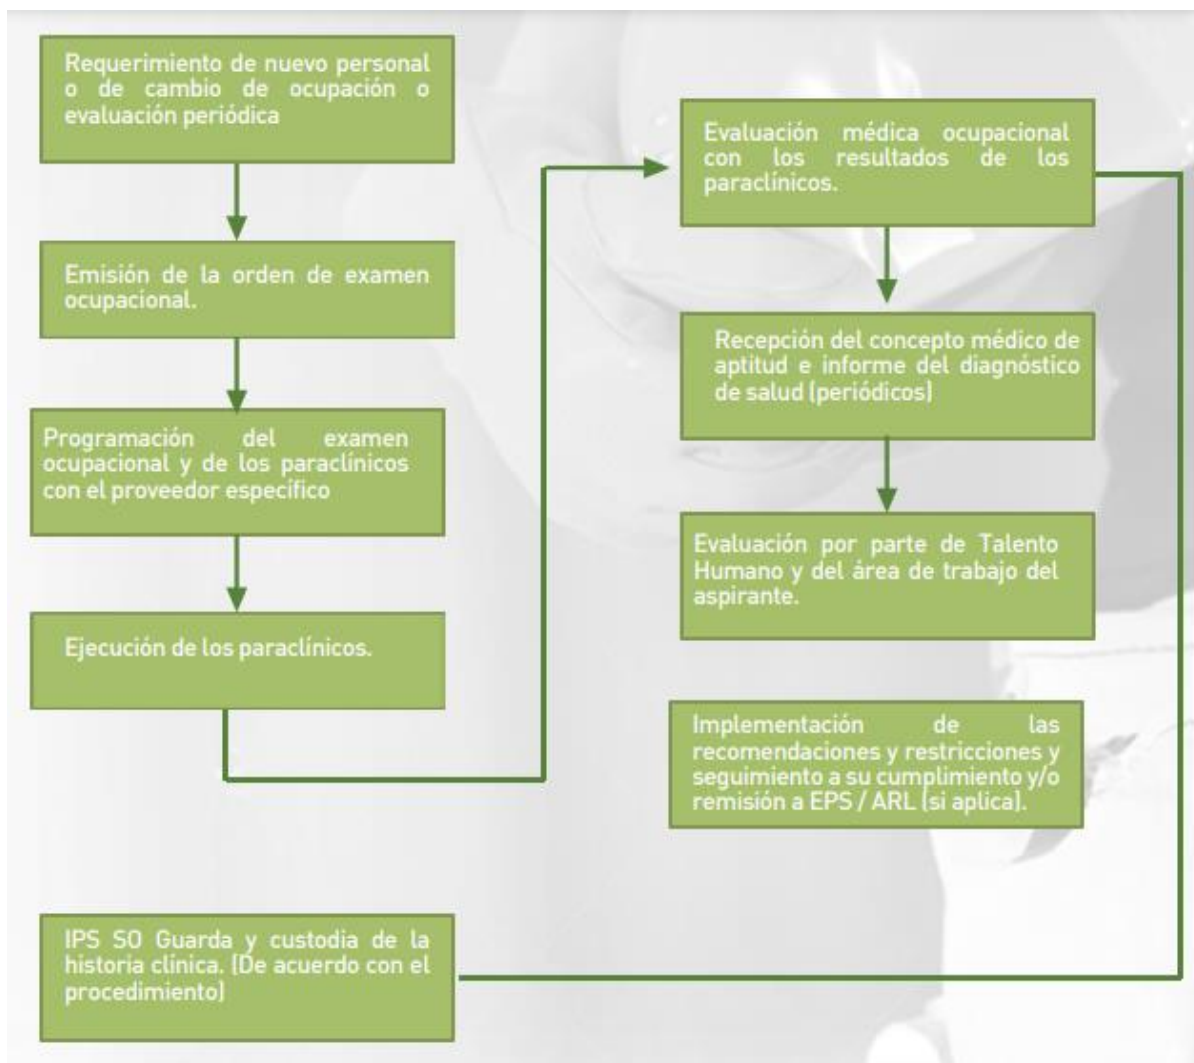 Requerimiento de nuevo personal
o de cambio de ocupación o
evaluación periódica
Emisión de la orden de examen
ocupacional.
Programación del examen
ocupacional y de los paraclínicos
con el proveedor específico
Ejecución de los paraclínicos.
Evaluación médica ocupacional
con los resultados de los
paraclínicos.
Recepción del concepto médico de
aptitud e informe del diagnóstico
de salud (periódicos)
Evaluación por parte de Talento
Humano y del área de trabajo del
aspirante.
Implementación de las
recomendaciones y restricciones y
seguimiento a su cumplimiento y/o
remisión a EPS / ARL (si aplica).
IPS SO Guarda y custodia de la
historia clínica. (De acuerdo con el
procedimiento)